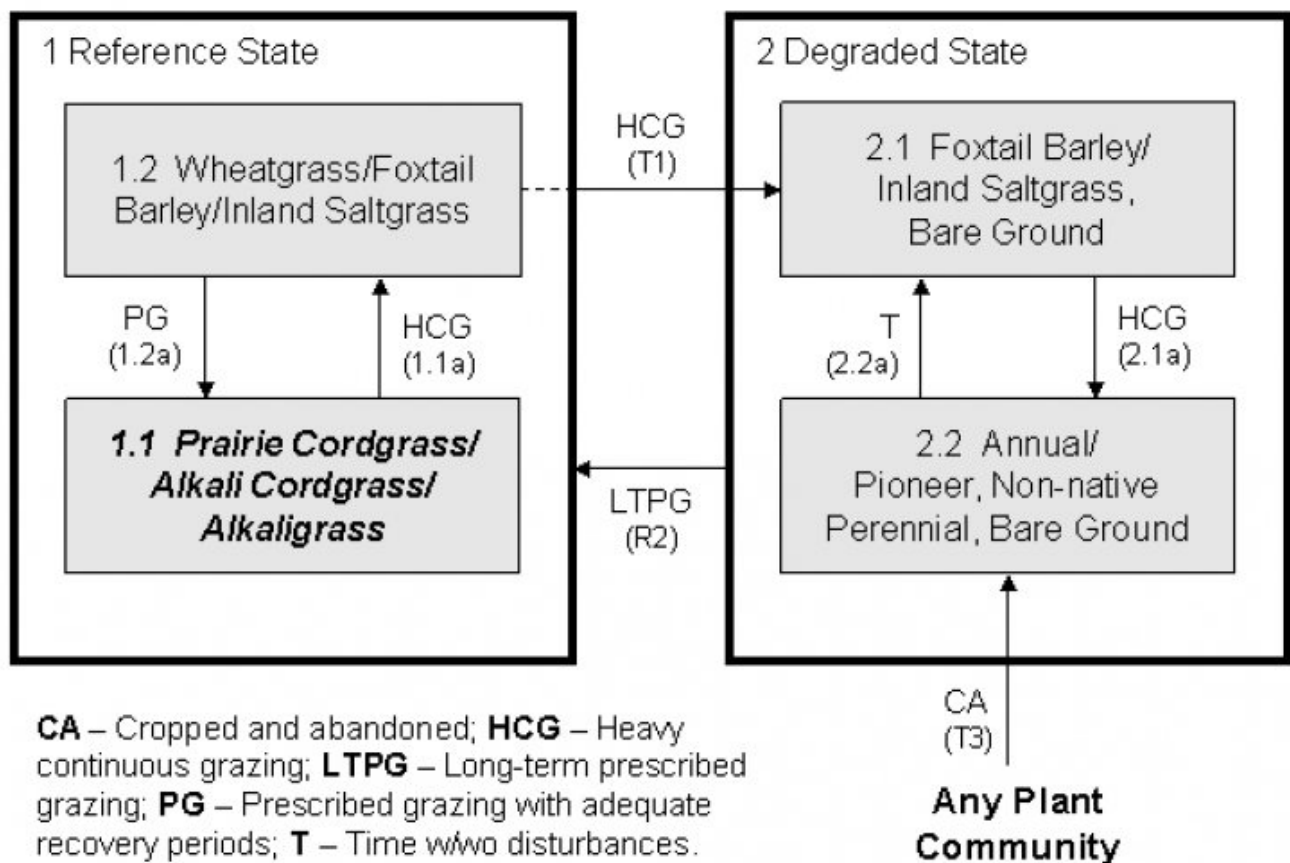 1 Reference State
1.2 Wheatgrass/Foxtail
Barley/Inland Saltgrass
PG
(1.2a)
HCG
(1.1a)
1.1 Prairie Cordgrass/
Alkali Cordgrass/
Alkaligrass
HCG
(T1)
LTPG
(R2)
2 Degraded State
2.1 Foxtail Barley/
Inland Saltgrass,
Bare Ground
T
(2.2a)
HCG
(2.1a)
2.2 Annual/
Pioneer, Non-native
Perennial, Bare Ground
CA
(T3)
Any Plant
Community
CA – Cropped and abandoned; HCG – Heavy
continuous grazing; LTPG – Long-term prescribed
grazing; PG – Prescribed grazing with adequate
recovery periods; T – Time w/wo disturbances.